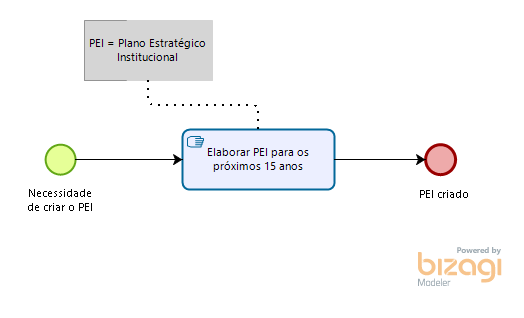 PEI = Plano Estratégico
Institucional
Elaborar PEI para os
próximos 15 anos
Necessidade
de criar o PEI
PEI criado
Powered by
bizagi
Modeler